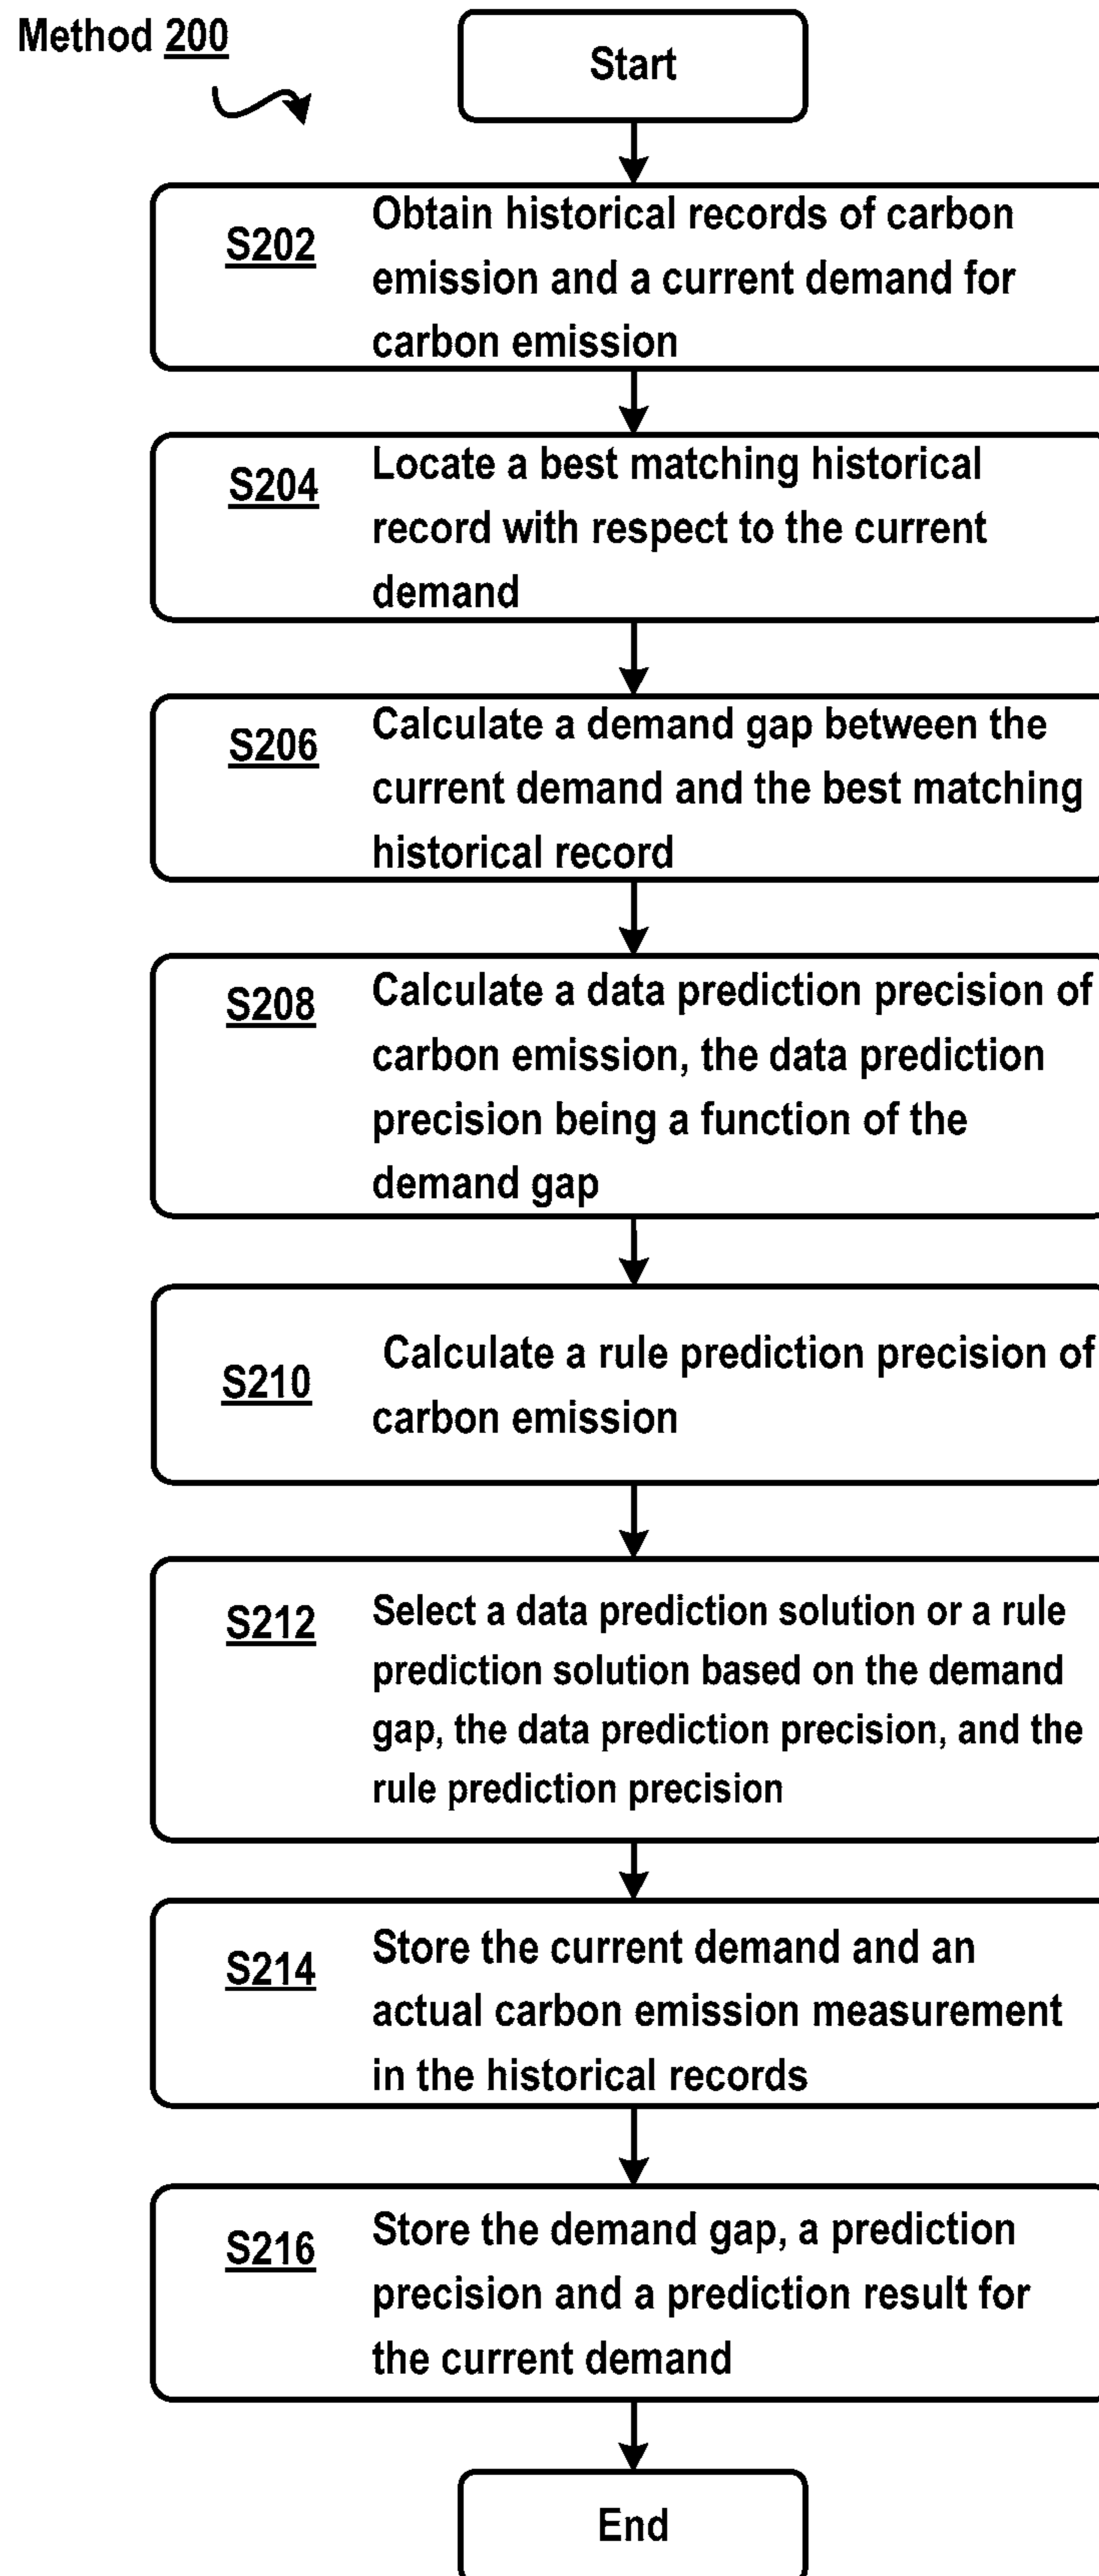 Method 200
Start
S202
Obtain historical records of carbon
emission and a current demand for
carbon emission
S204
Locate a best matching historical
record with respect to the current
demand
S206
Calculate a demand gap between the
current demand and the best matching
historical record
S208
Calculate a data prediction precision of
carbon emission, the data prediction
precision being a function of the
demand gap
S210
Calculate a rule prediction precision of
carbon emission
S212
Select a data prediction solution or a rule
prediction solution based on the demand
gap, the data prediction precision, and the
rule prediction precision
S214
Store the current demand and an
actual carbon emission measurement
in the historical records
S216
Store the demand gap, a prediction
precision and a prediction result for
the current demand
End